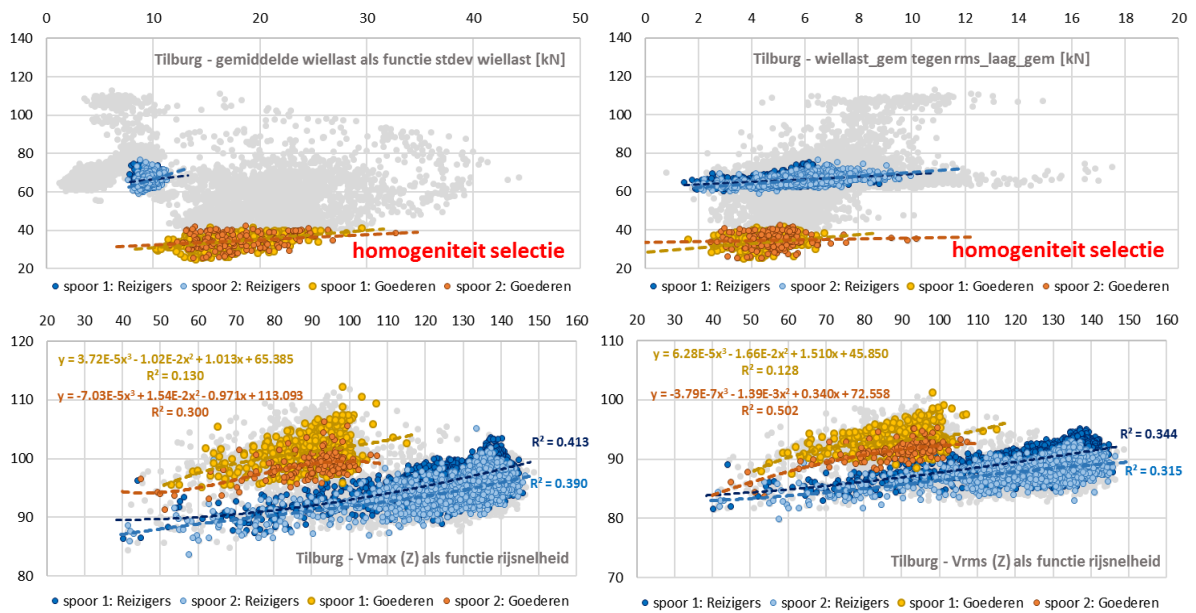 0 10 20 30 40 50
140
120
100
80
60
40
20
Tilburg - gemiddelde wiellast als functie stdev wiellast [kN]
homogeniteit selectie
spoor 1: Reizigers spoor 2: Reizigers spoor 1: Goederen spoor 2: Goederen
0 2 4 6 8 10 12 14 16 18 20
140
120
100
80
60
40
20
Tilburg - wiellast_gem tegen rms_laag_gem [kN]
homogeniteit selectie
spoor 1: Reizigers spoor 2: Reizigers spoor 1: Goederen spoor 2: Goederen
20 30 40 50 60 70 80 90 100 110 120 130 140 150 160
120
110
100
90
80
y = 3.72E-5x³ - 1.02E-2x² + 1.013x + 65.385
R² = 0.130
y = -7.03E-5x³ + 1.54E-2x² - 0.971x + 113.093
R² = 0.300
R² = 0.413
R² = 0.390
Tilburg - Vmax (Z) als functie rijsnelheid
spoor 1: Reizigers spoor 2: Reizigers spoor 1: Goederen spoor 2: Goederen
20 30 40 50 60 70 80 90 100 110 120 130 140 150 160
110
100
90
80
70
y = 6.28E-5x³ - 1.66E-2x² + 1.510x + 45.850
R² = 0.128
y = -3.79E-7x³ - 1.39E-3x² + 0.340x + 72.558
R² = 0.502
R² = 0.344
R² = 0.315
Tilburg - Vrms (Z) als functie rijsnelheid
spoor 1: Reizigers spoor 2: Reizigers spoor 1: Goederen spoor 2: Goederen